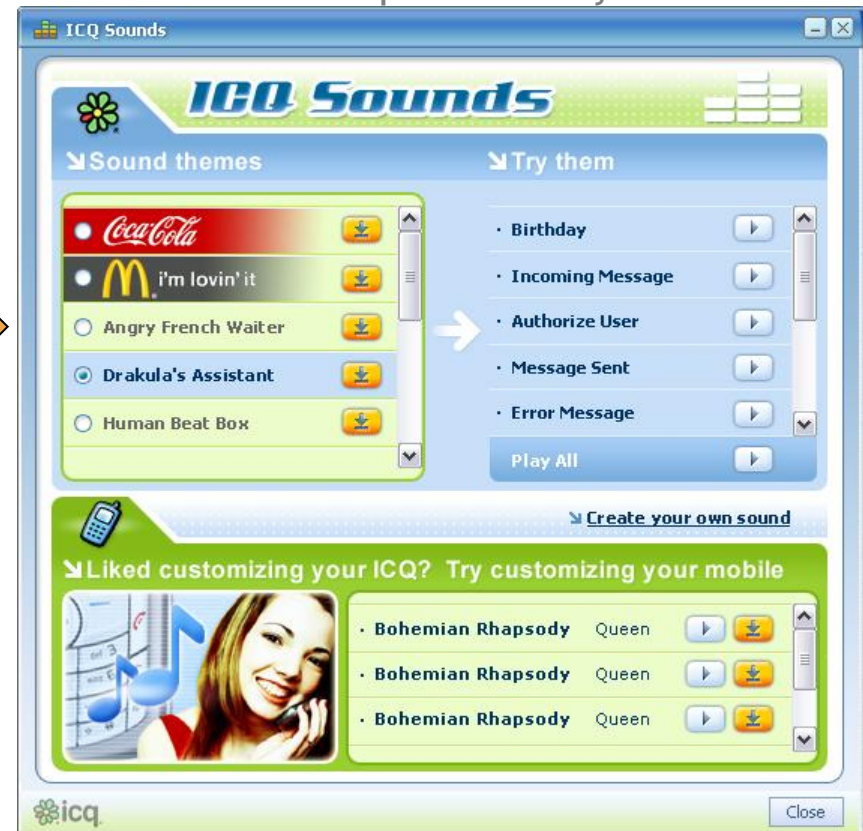 ICQ Sounds
ICQ Sounds
Sound themes
Try them
Coca-Cola
i'm lovin' it
Angry French Waiter
Drakula's Assistant
Human Beat Box
· Birthday
· Incoming Message
· Authorize User
· Message Sent
· Error Message
Play All
Create your own sound
Liked customizing your ICQ? Try customizing your mobile
· Bohemian Rhapsody Queen
· Bohemian Rhapsody Queen
· Bohemian Rhapsody Queen
icq
Close